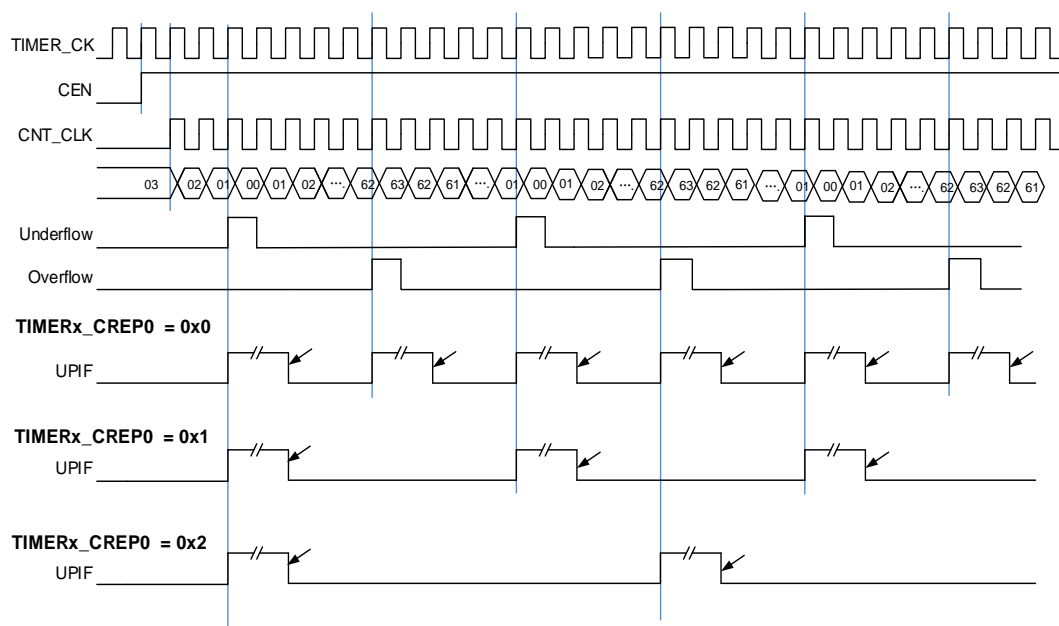 TIMER_CK
CEN
CNT_CLK
03 02 01 00 01 02 .... 62 63 62 61 .... 01 00 01 02 .... 62 63 62 61 .... 01 00 01 02 .... 62 63 62 61
Underflow
Overflow
TIMERx_CREP0 = 0x0
UPIF
TIMERx_CREP0 = 0x1
UPIF
TIMERx_CREP0 = 0x2
UPIF